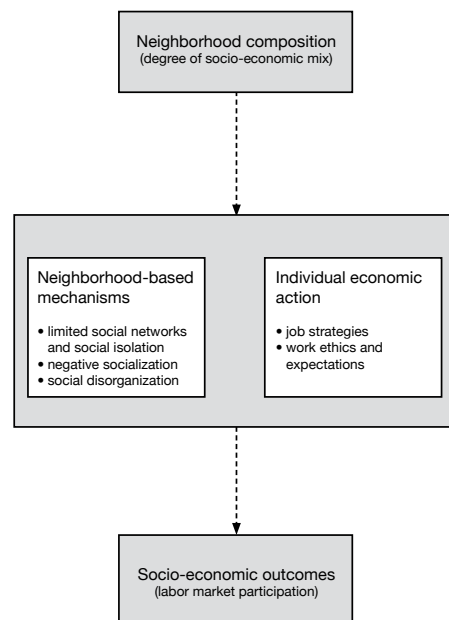 Neighborhood composition
(degree of socio-economic mix)
Neighborhood-based
mechanisms
• limited social networks
and social isolation
• negative socialization
• social disorganization
Individual economic
action
• job strategies
• work ethics and
expectations
Socio-economic outcomes
(labor market participation)